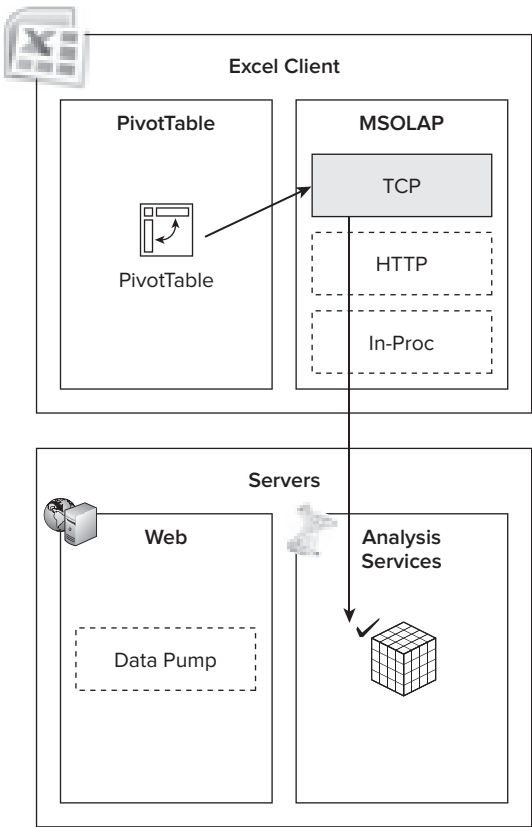 Excel Client
PivotTable
PivotTable
MSOLAP
TCP
HTTP
In-Proc
Servers
Web
Data Pump
Analysis
Services